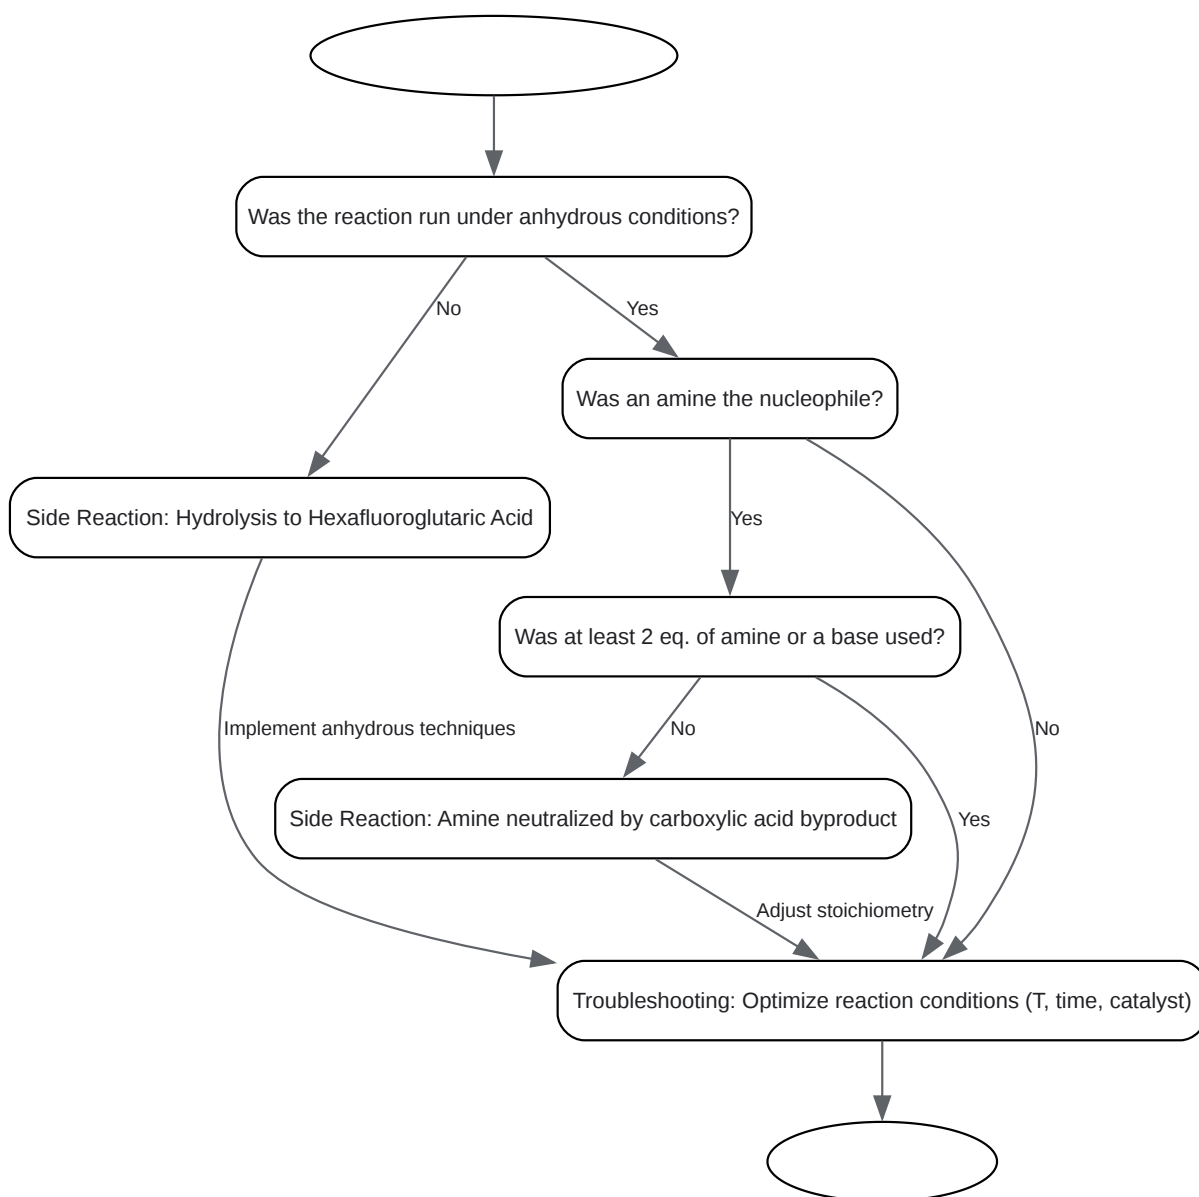 Was the reaction run under anhydrous conditions?
No
Yes
Was an amine the nucleophile?
Side Reaction: Hydrolysis to Hexafluoroglutaric Acid
Yes
Was at least 2 eq. of amine or a base used?
Implement anhydrous techniques
No
No
Side Reaction: Amine neutralized by carboxylic acid byproduct
Yes
Adjust stoichiometry
Troubleshooting: Optimize reaction conditions (T, time, catalyst)